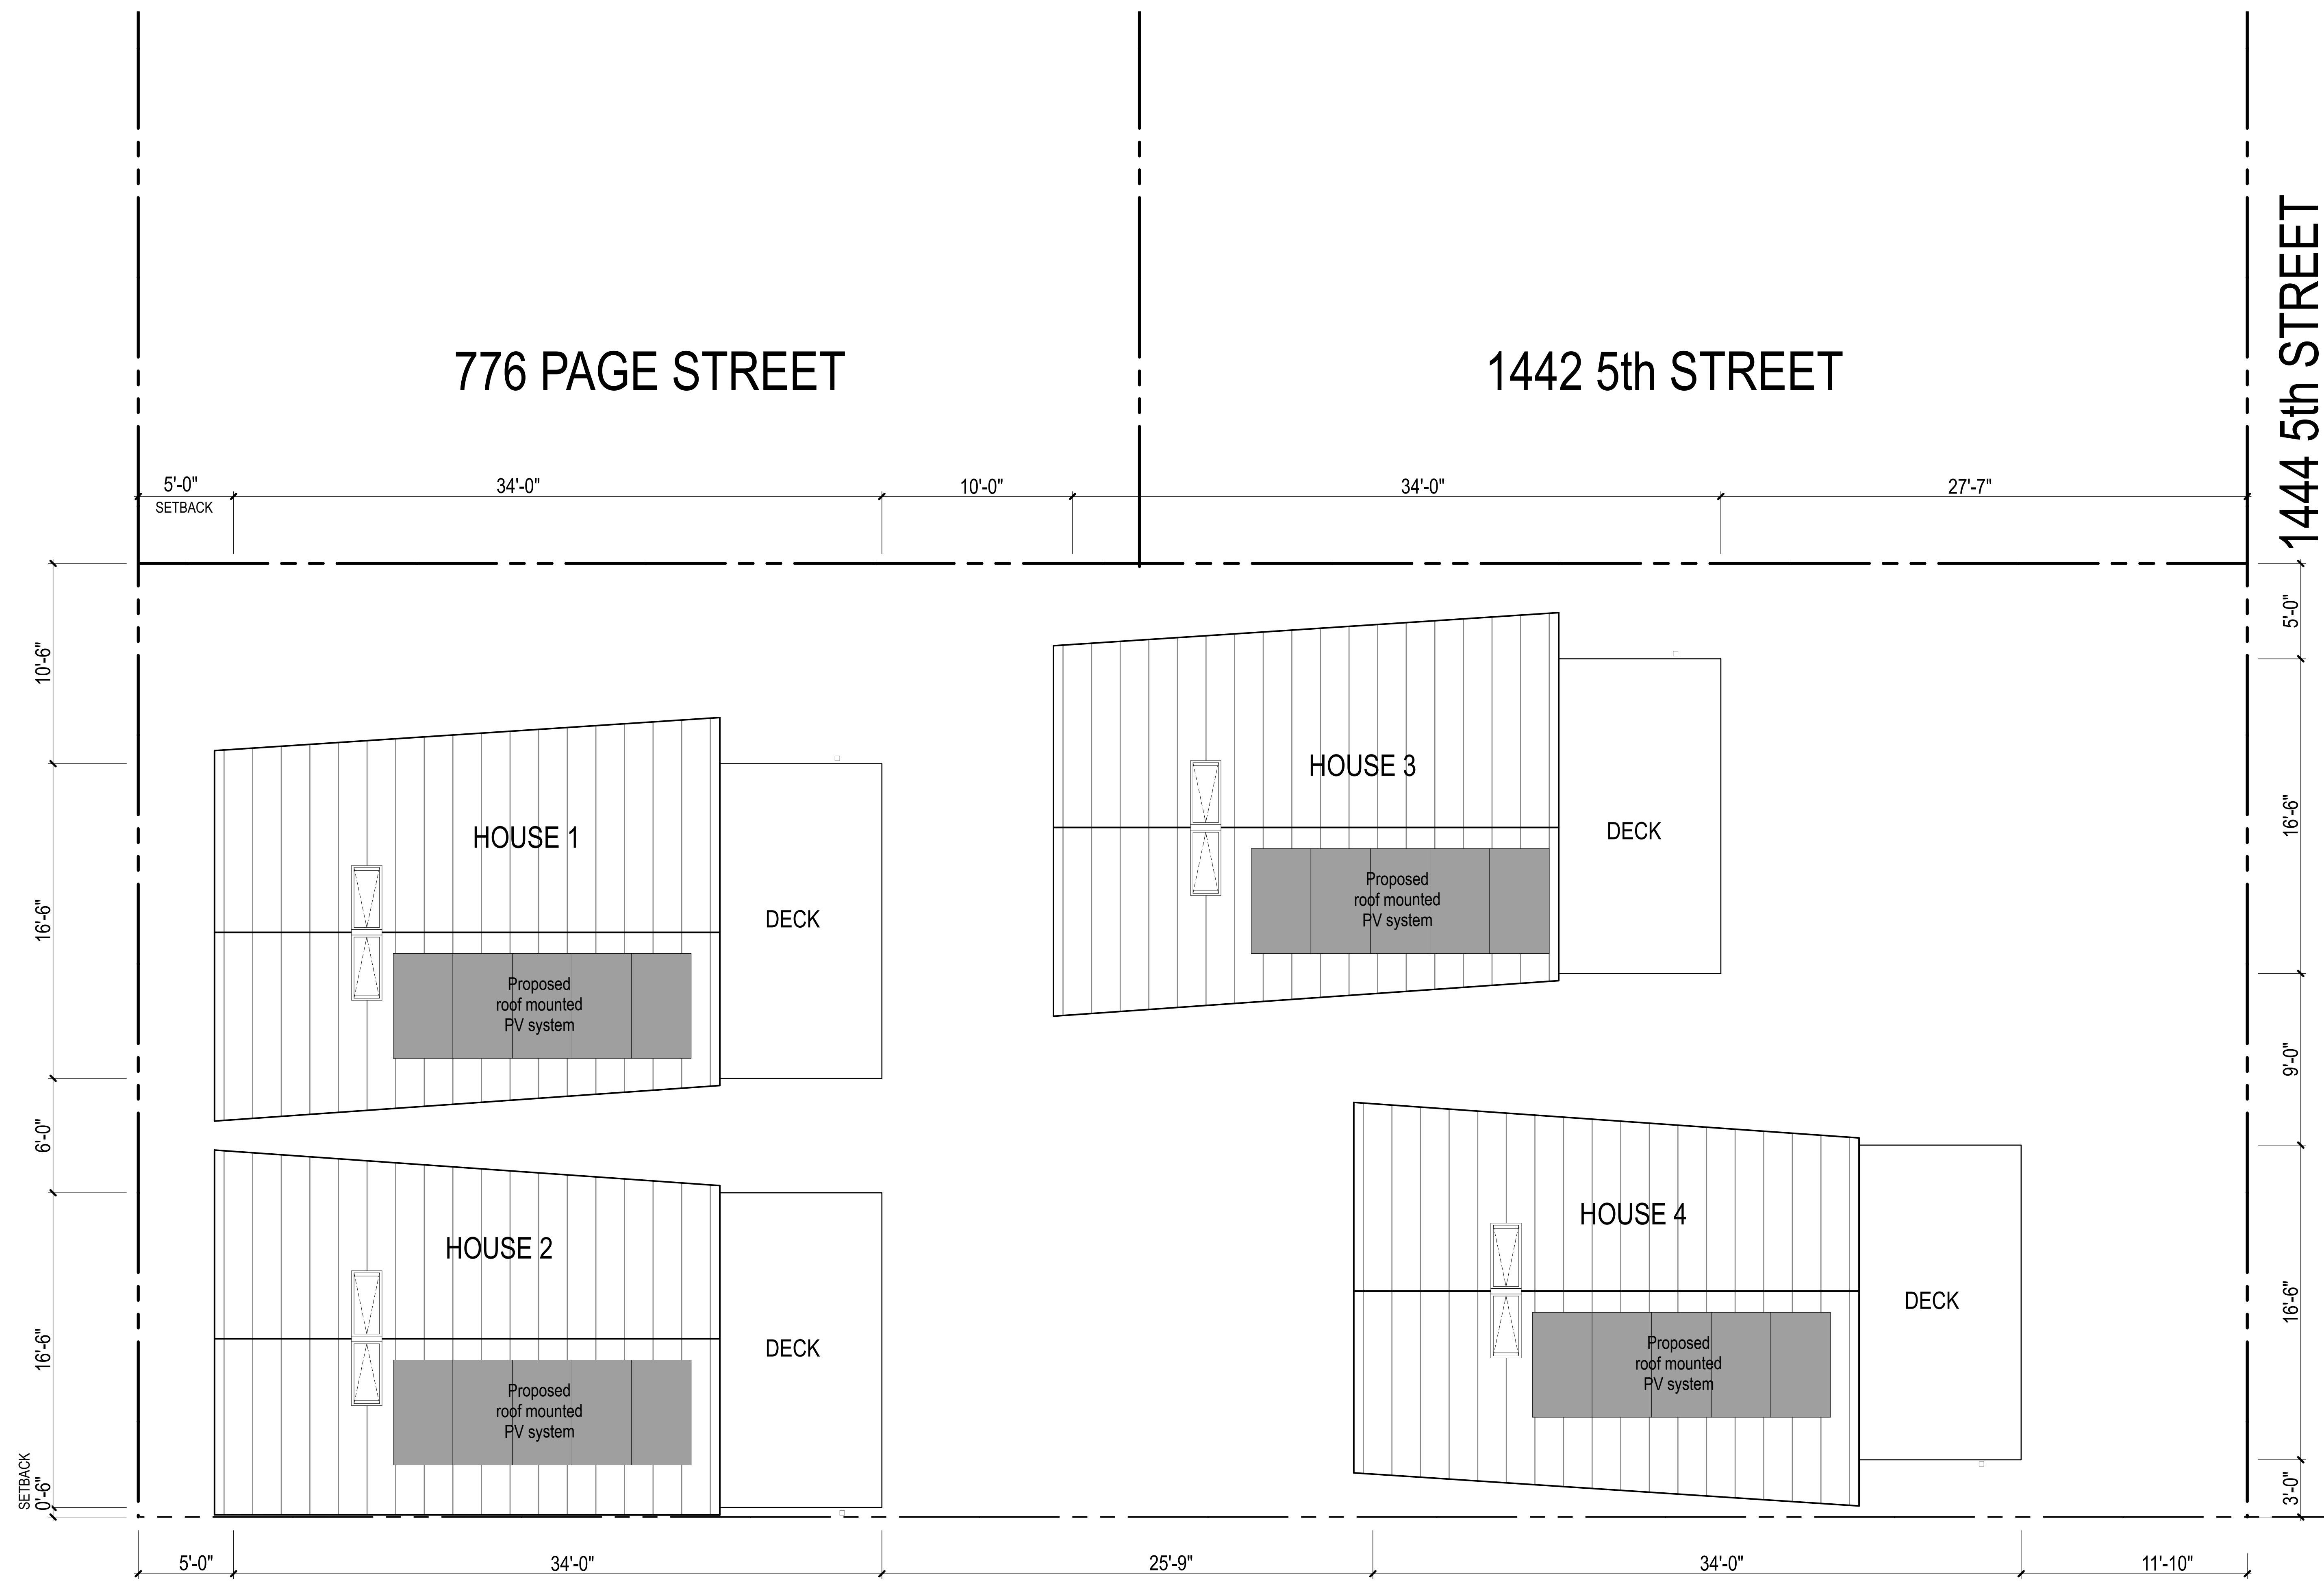 776 PAGE STREET
1442 5th STREET
1444 5th STREET
5'-0"
SETBACK
34'-0"
10'-0"
34'-0"
27'-7"
10'-6"
16'-6"
6'-0"
16'-6"
SETBACK
0'-6"
5'-0"
16'-6"
9'-0"
16'-6"
3'-0"
HOUSE 1
DECK
Proposed
roof mounted
PV system
HOUSE 3
DECK
Proposed
roof mounted
PV system
HOUSE 2
DECK
Proposed
roof mounted
PV system
HOUSE 4
DECK
Proposed
roof mounted
PV system
5'-0"
34'-0"
25'-9"
34'-0"
11'-10"